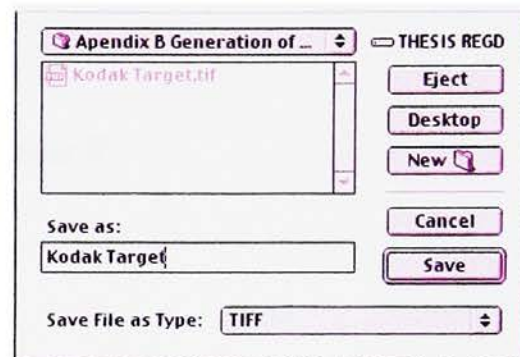 Apendix B Generation of ...
THESIS REGD
Kodak Target.tif
Eject
Desktop
New
Save as:
Kodak Target
Cancel
Save
Save File as Type: TIFF